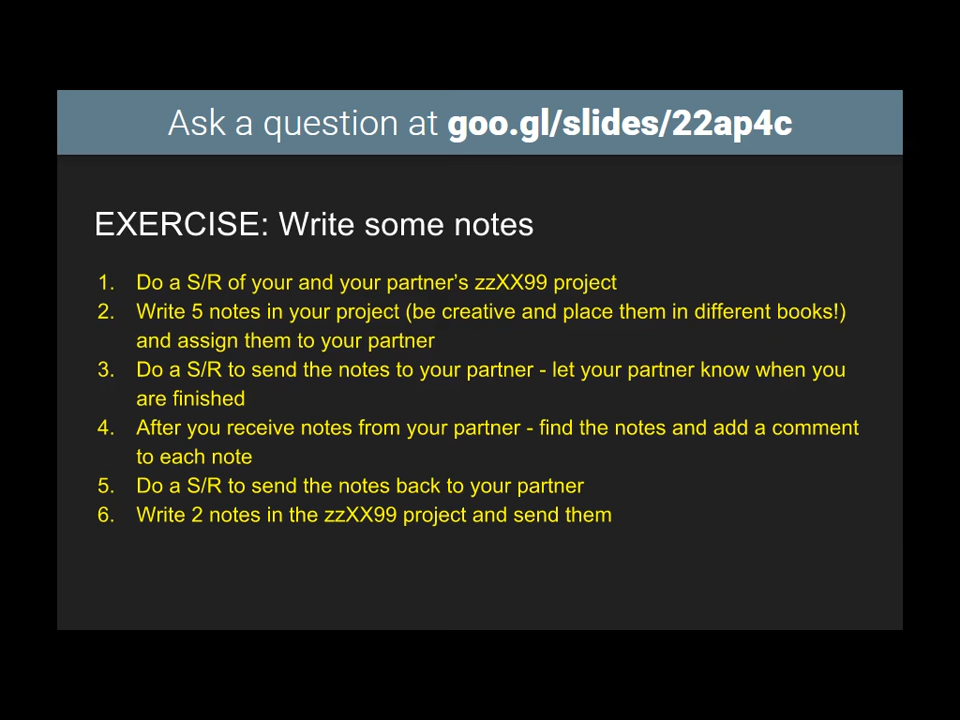 Ask a question at goo.gl/slides/22ap4c
EXERCISE: Write some notes
1. Do a S/R of your and your partner's zzXX99 project
2. Write 5 notes in your project (be creative and place them in different books!)
and assign them to your partner
3. Do a S/R to send the notes to your partner - let your partner know when you
are finished
4. After you receive notes from your partner - find the notes and add a comment
to each note
5. Do a S/R to send the notes back to your partner
6. Write 2 notes in the zzXX99 project and send them